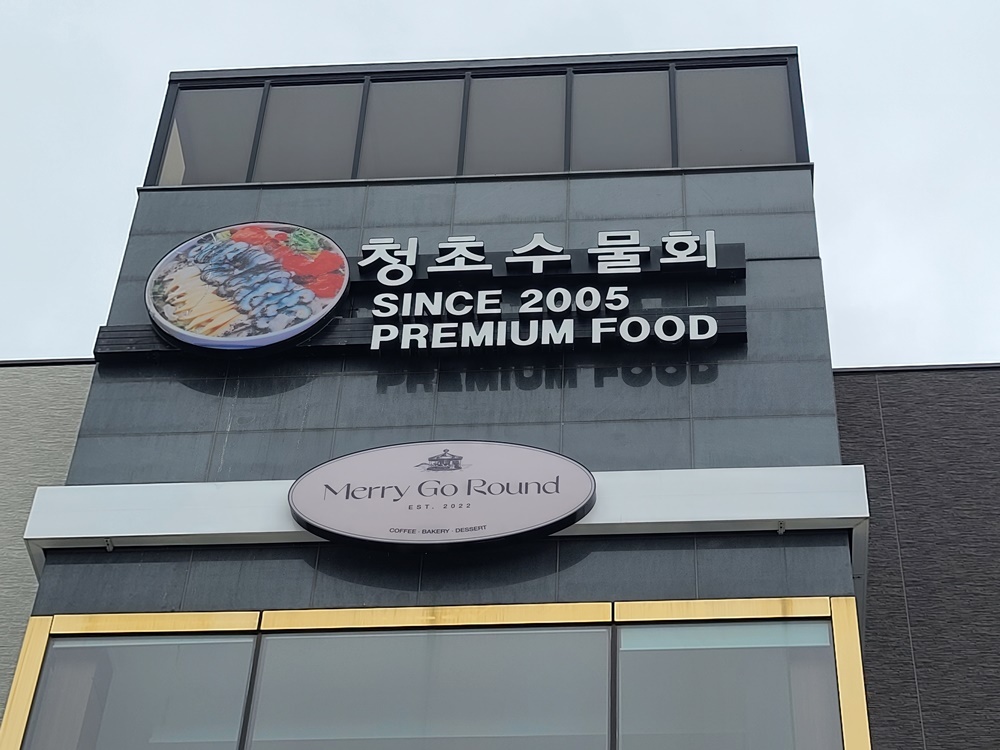 청초수물회
SINCE 2005
PREMIUM FOOD
Merry Go Round
EST. 2022
COFFEE · BAKERY · DESSERT